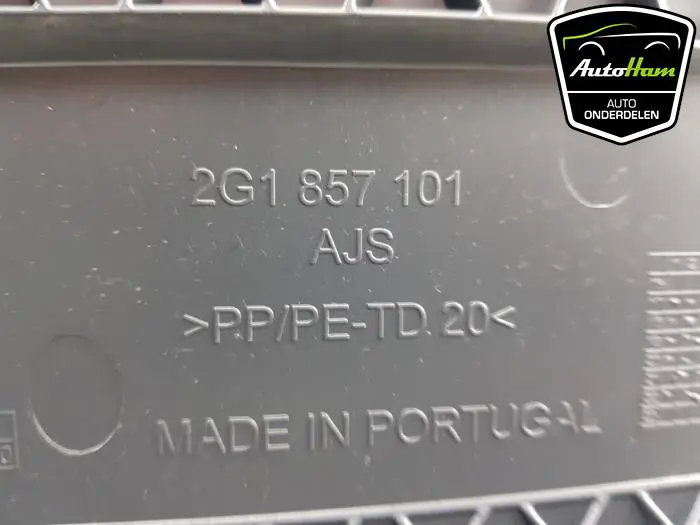 AutoHam
AUTO
ONDERDELEN
2G1 857 101
AJS
>PP/PE-TD 20<
MADE IN PORTUGAL